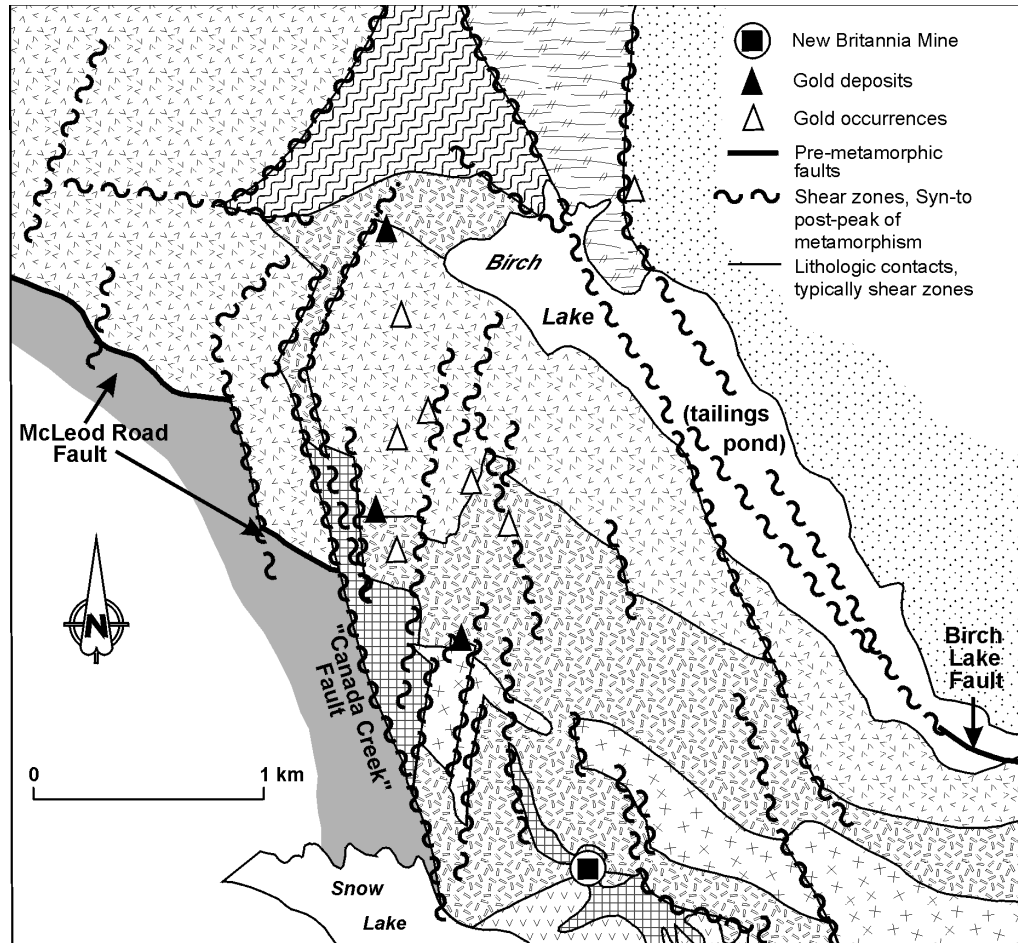 New Britannia Mine
Gold deposits
Gold occurrences
Pre-metamorphic
faults
Shear zones, Syn-to
post-peak of
metamorphism
Lithologic contacts,
typically shear zones
Birch
Lake
(tailings
pond)
McLeod Road
Fault
N
"Canada Creek"
Fault
Birch
Lake
Fault
0
1 km
Snow
Lake